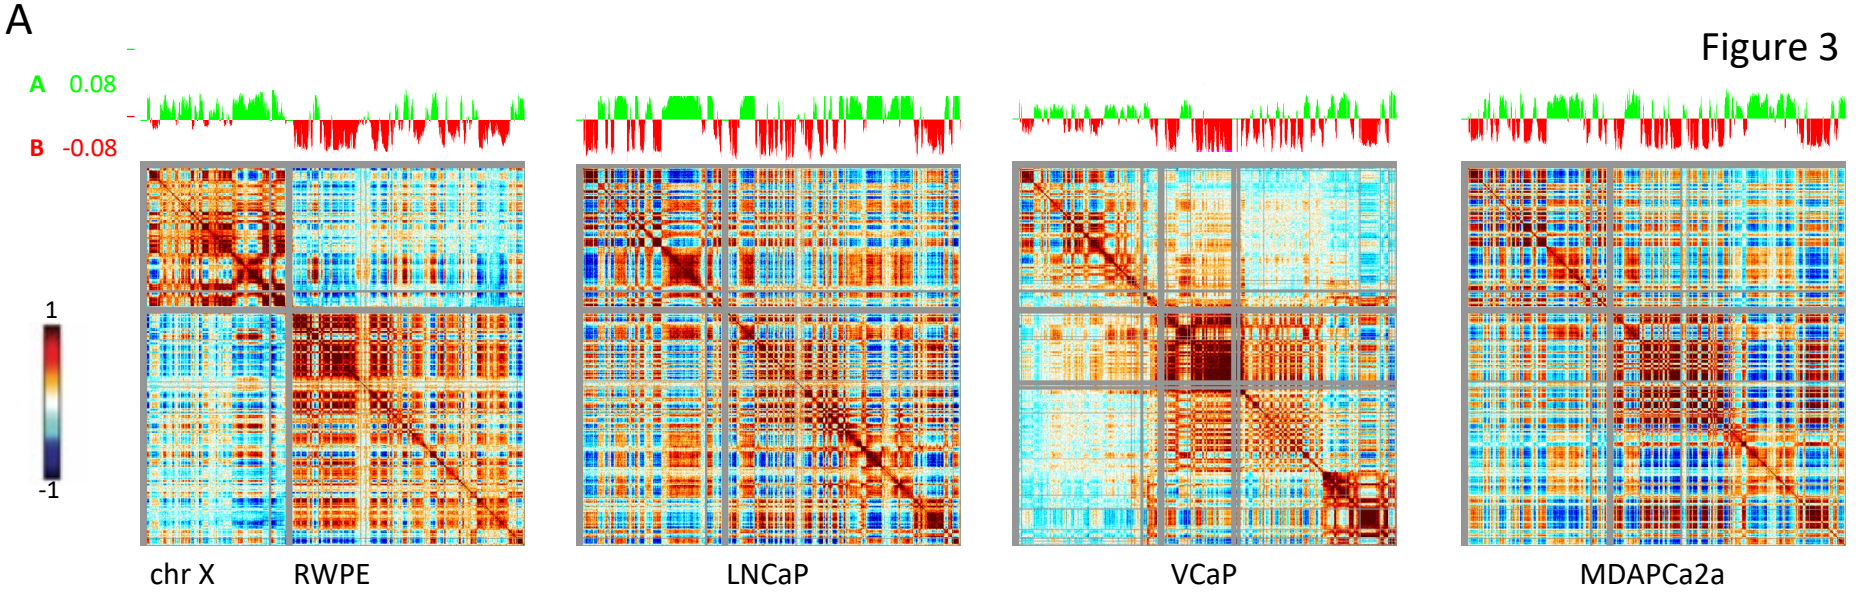 A
Figure 3
A 0.08
B -0.08
1
-1
chr X RWPE LNCaP VCaP MDAPCa2a